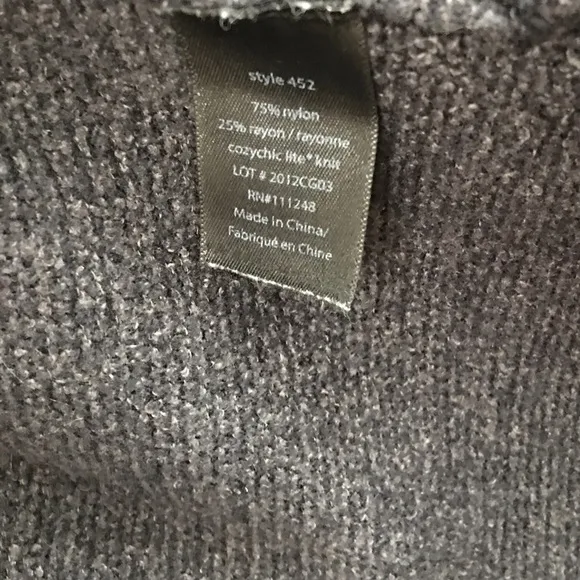 style 452
75% nylon
25% rayon / rayonne
cozychic lite® knit
LOT # 2012CG03
RN#111248
Made in China/
Fabriqué en Chine